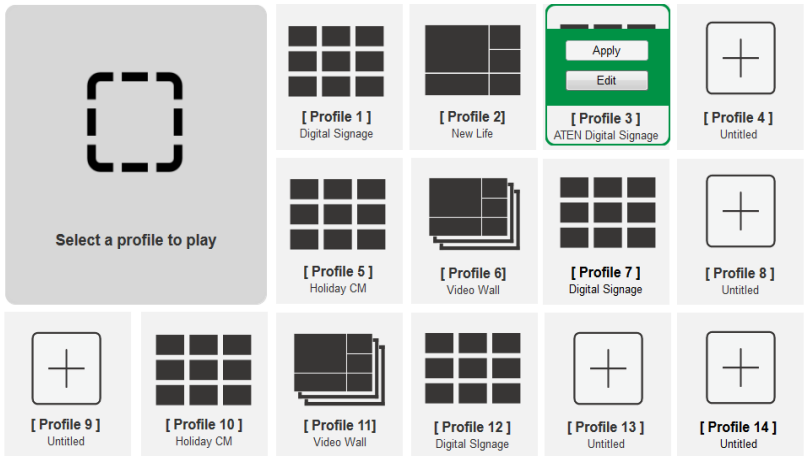 Select a profile to play
[ Profile 1 ]
Digital Signage
[ Profile 2]
New Life
Apply
Edit
[ Profile 3 ]
ATEN Digital Signage
[ Profile 4 ]
Untitled
[ Profile 5 ]
Holiday CM
[ Profile 6]
Video Wall
[ Profile 7 ]
Digital Signage
[ Profile 8 ]
Untitled
[ Profile 9 ]
Untitled
[ Profile 10 ]
Holiday CM
[ Profile 11]
Video Wall
[ Profile 12 ]
Digital SIgnage
[ Profile 13 ]
Untitled
[ Profile 14 ]
Untitled